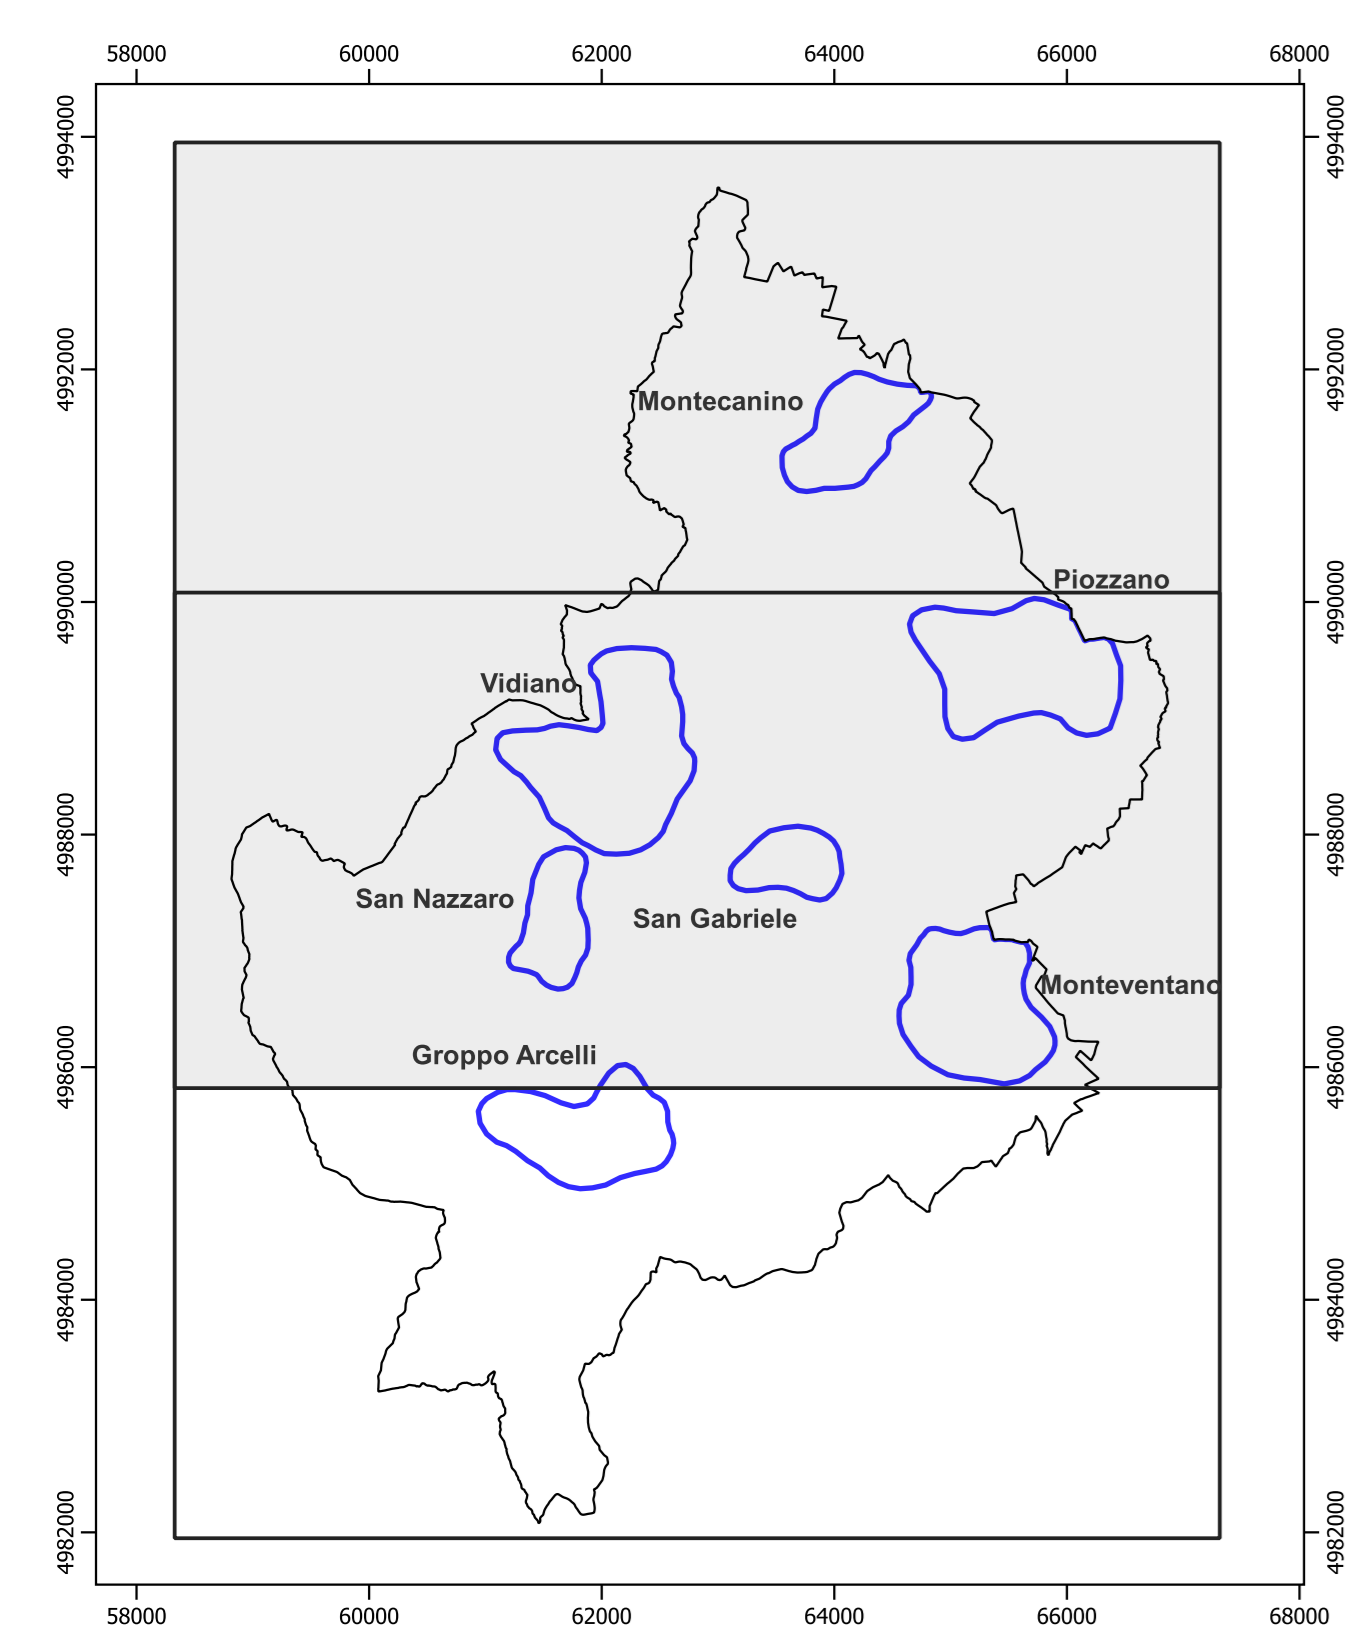 58000 60000 62000 64000 66000 68000
4994000 4994000
4992000 4992000
Montecanino
Piozzano
4990000 4990000
Vidiano
4988000 4988000
San Nazzaro
San Gabriele
Monteventano
Groppo Arcelli
4986000 4986000
4984000 4984000
4982000 4982000
58000 60000 62000 64000 66000 68000